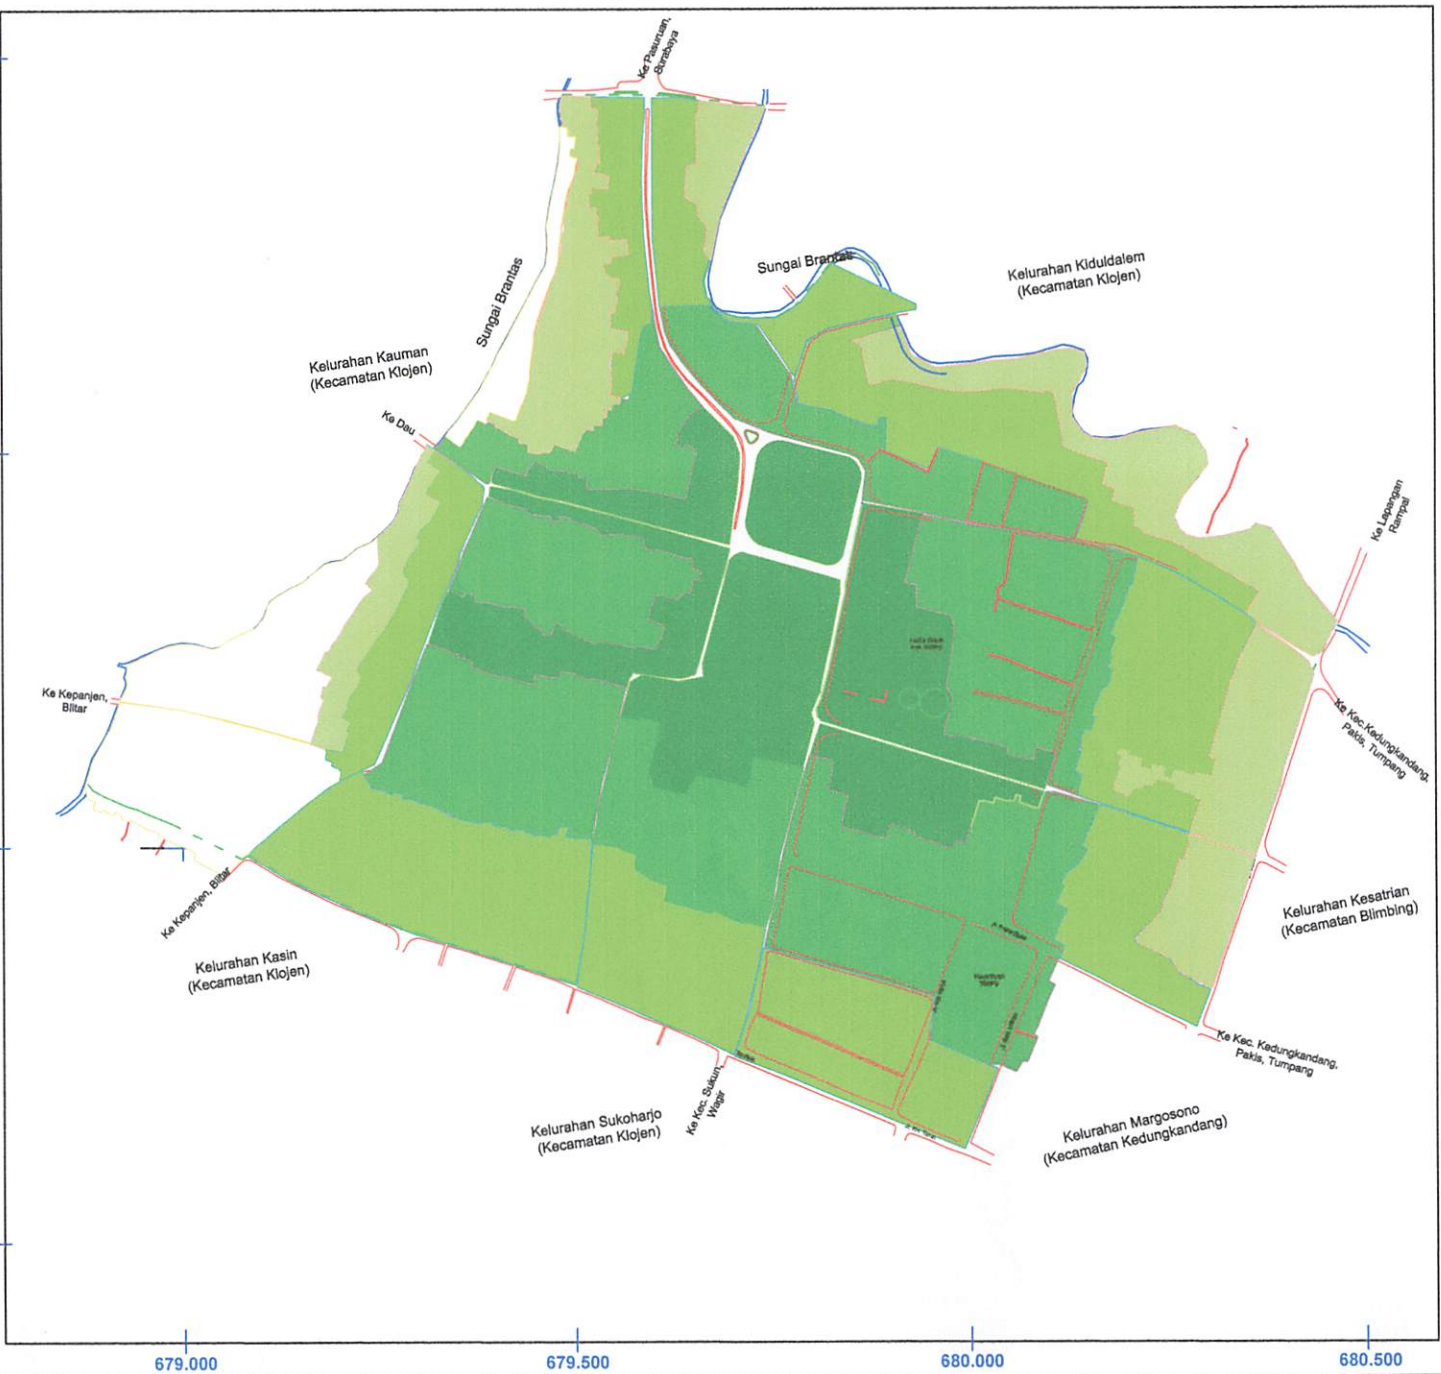 Ke Pasuruan,
Surabaya
Sungai Brantas
Sungai Brantas
Kelurahan Kiduldalem
(Kecamatan Klojen)
Kelurahan Kauman
(Kecamatan Klojen)
Ke Dau
Ke Lapangan
Rampal
Ke Kepanjen,
Blitar
Ke Kec.Kedungkandang,
Pakis, Tumpang
Ke Kepanjen, Blitar
Kelurahan Kasin
(Kecamatan Klojen)
Kelurahan Kesatrian
(Kecamatan Blimbing)
Ke Kec. Kedungkandang,
Pakis, Tumpang
Ke Kec. Sukun,
Wagir
Kelurahan Sukoharjo
(Kecamatan Klojen)
Kelurahan Margosono
(Kecamatan Kedungkandang)
679.000
679.500
680.000
680.500